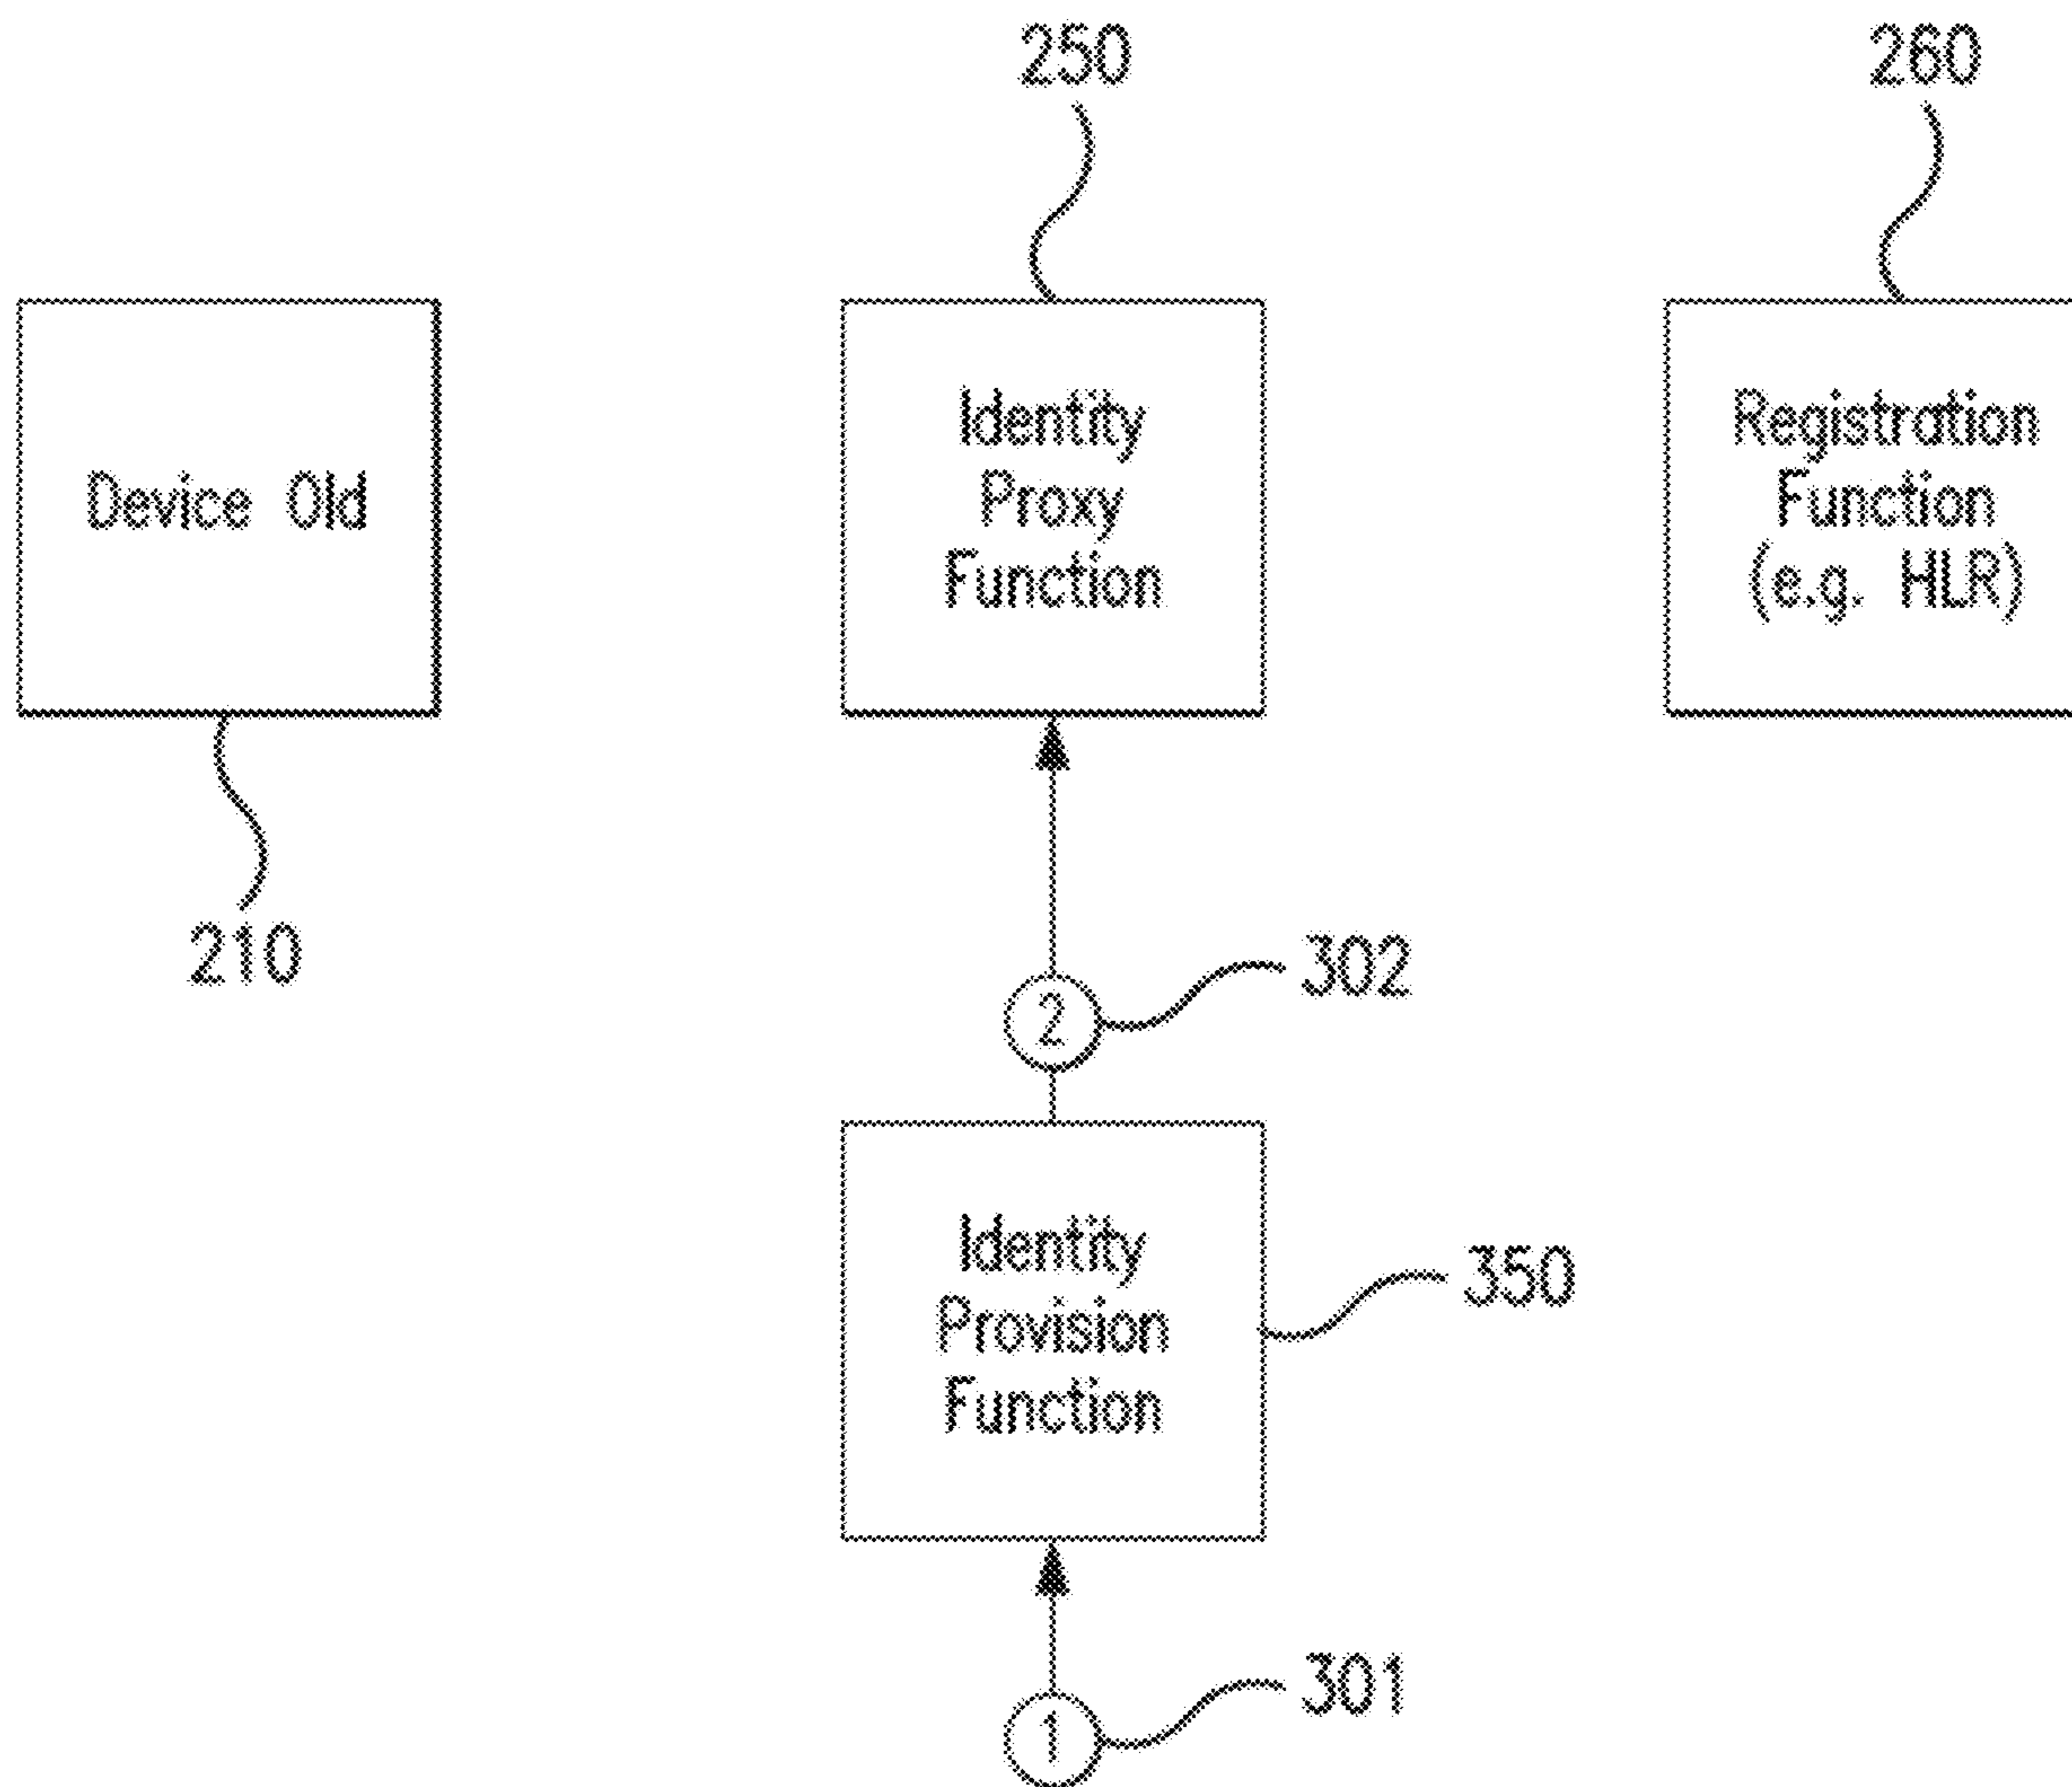 250
260
Device Old
Identity
Proxy
Function
Registration
Function
(e.g. HLR)
210
302
2
Identity
Provision
Function
350
301
1